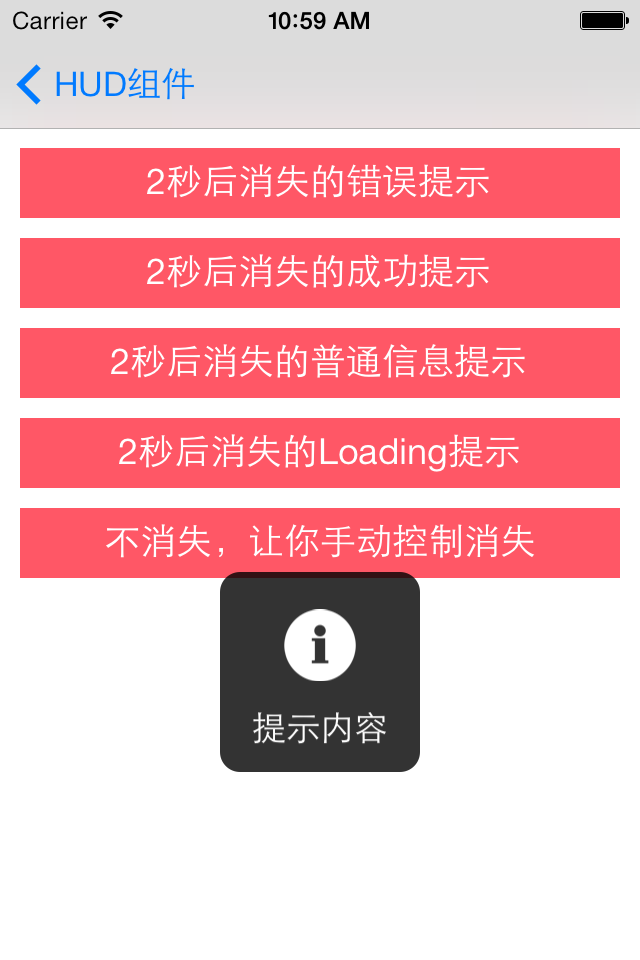 Carrier 10:59 AM
HUD组件
2秒后消失的错误提示
2秒后消失的成功提示
2秒后消失的普通信息提示
2秒后消失的Loading提示
不消失，让你手动控制消失
提示内容